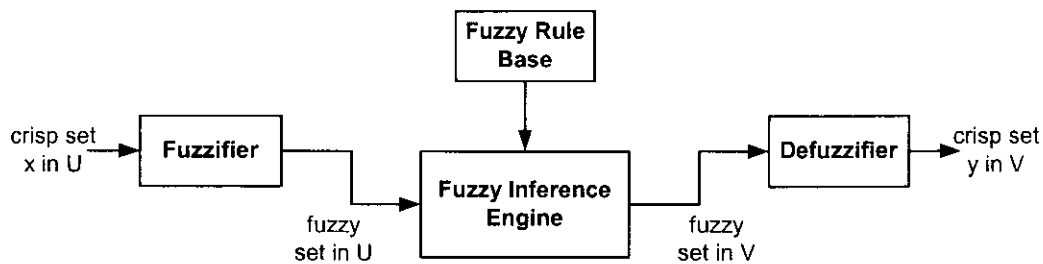 Fuzzy Rule
Base
crisp set
x in U
Fuzzifier
fuzzy
set in U
Fuzzy Inference
Engine
fuzzy
set in V
Defuzzifier
crisp set
y in V